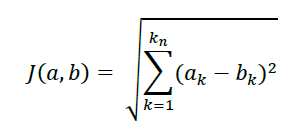 J(a, b) = √(∑_{k=1}^{k_n} (a_k − b_k)²)